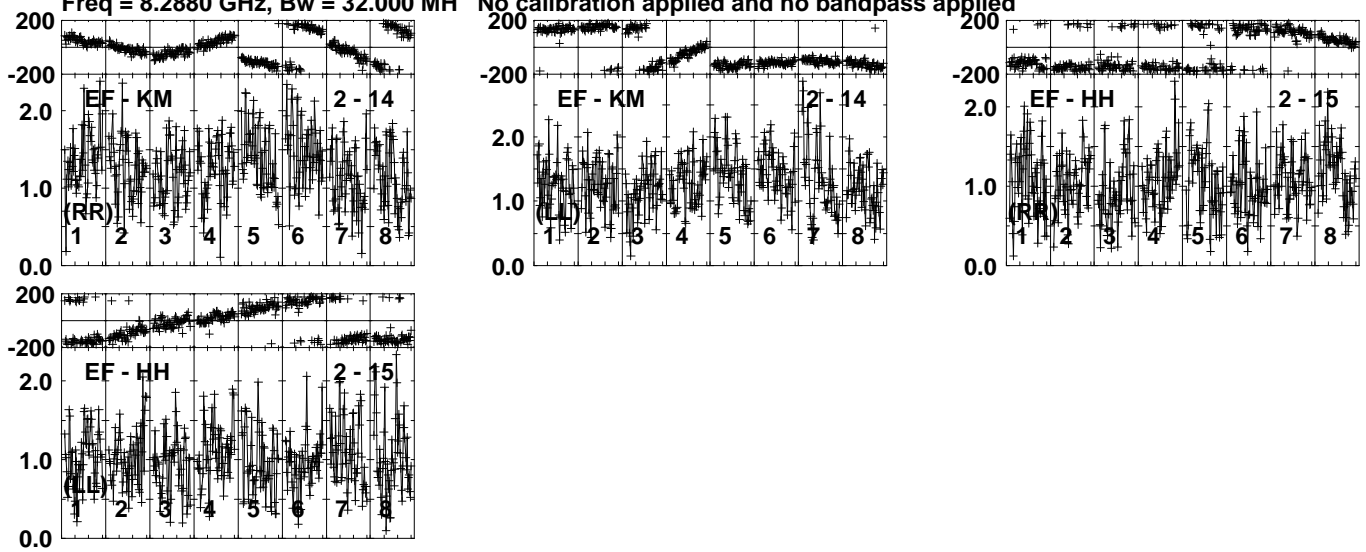 Freq = 8.2880 GHz, Bw = 32.000 MH No calibration applied and no bandpass applied
200
-200
EF - KM 2 - 14
2.0
1.0
(RR)
1 2 3 4 5 6 7 8
0.0
200
-200
EF - KM 2 - 14
2.0
1.0
(LL)
1 2 3 4 5 6 7 8
0.0
200
-200
EF - HH 2 - 15
2.0
1.0
(RR)
1 2 3 4 5 6 7 8
0.0
200
-200
EF - HH 2 - 15
2.0
1.0
(LL)
1 2 3 4 5 6 7 8
0.0